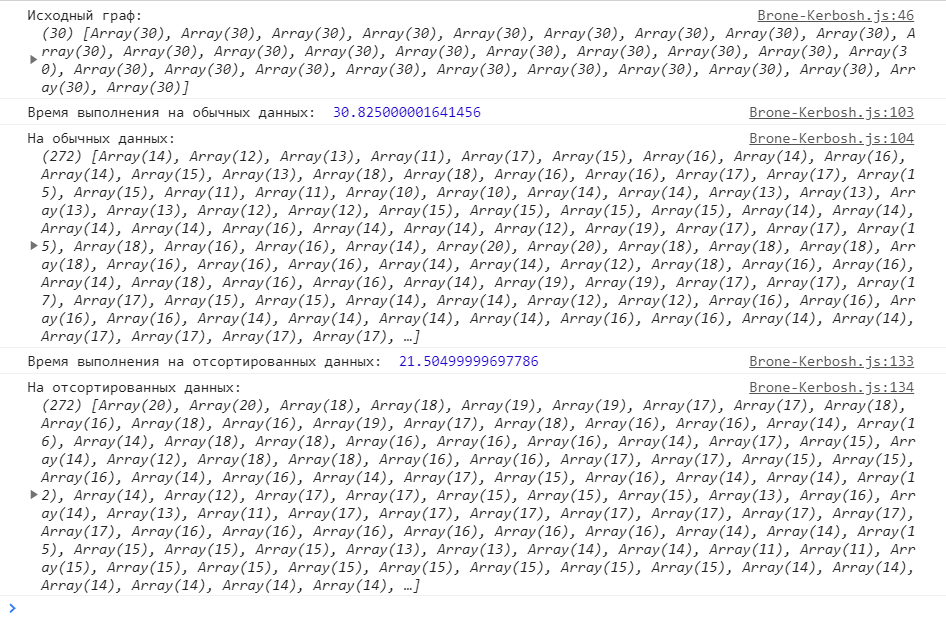 Исходный граф: Brone-Kerbosh.js:46
(30) [Array(30), Array(30), Array(30), Array(30), Array(30), Array(30), Array(30), Array(30), Array(30), A
rray(30), Array(30), Array(30), Array(30), Array(30), Array(30), Array(30), Array(30), Array(30), Array(3
0), Array(30), Array(30), Array(30), Array(30), Array(30), Array(30), Array(30), Array(30), Array(30), Arr
ay(30), Array(30)]
Время выполнения на обычных данных: 30.825000001641456 Brone-Kerbosh.js:103
На обычных данных: Brone-Kerbosh.js:104
(272) [Array(14), Array(12), Array(13), Array(11), Array(17), Array(15), Array(16), Array(14), Array(16),
Array(14), Array(15), Array(13), Array(18), Array(18), Array(16), Array(16), Array(17), Array(17), Array(1
5), Array(15), Array(11), Array(11), Array(10), Array(10), Array(14), Array(14), Array(13), Array(13), Arr
ay(13), Array(13), Array(12), Array(12), Array(15), Array(15), Array(15), Array(15), Array(14), Array(14),
Array(14), Array(14), Array(16), Array(14), Array(14), Array(12), Array(19), Array(17), Array(17), Array(1
5), Array(18), Array(16), Array(16), Array(14), Array(20), Array(20), Array(18), Array(18), Array(18), Arr
ay(18), Array(16), Array(16), Array(16), Array(14), Array(14), Array(12), Array(18), Array(16), Array(16),
Array(14), Array(18), Array(16), Array(16), Array(14), Array(19), Array(19), Array(17), Array(17), Array(1
7), Array(17), Array(15), Array(15), Array(14), Array(14), Array(12), Array(12), Array(16), Array(16), Arr
ay(16), Array(16), Array(14), Array(14), Array(14), Array(14), Array(16), Array(16), Array(14), Array(14),
Array(17), Array(17), Array(17), Array(17), …]
Время выполнения на отсортированных данных: 21.50499999697786 Brone-Kerbosh.js:133
На отсортированных данных: Brone-Kerbosh.js:134
(272) [Array(20), Array(20), Array(18), Array(18), Array(19), Array(19), Array(17), Array(17), Array(18),
Array(16), Array(18), Array(16), Array(19), Array(17), Array(18), Array(16), Array(16), Array(14), Array(1
6), Array(14), Array(18), Array(18), Array(16), Array(16), Array(16), Array(14), Array(17), Array(15), Arr
ay(14), Array(12), Array(18), Array(18), Array(16), Array(16), Array(17), Array(17), Array(15), Array(15),
Array(16), Array(14), Array(16), Array(14), Array(17), Array(15), Array(16), Array(14), Array(14), Array(1
2), Array(14), Array(12), Array(17), Array(17), Array(15), Array(15), Array(15), Array(13), Array(16), Arr
ay(14), Array(13), Array(11), Array(17), Array(17), Array(17), Array(17), Array(17), Array(17), Array(17),
Array(17), Array(16), Array(16), Array(16), Array(16), Array(16), Array(16), Array(14), Array(14), Array(1
5), Array(15), Array(15), Array(15), Array(13), Array(13), Array(14), Array(14), Array(11), Array(11), Arr
ay(15), Array(15), Array(15), Array(15), Array(15), Array(15), Array(15), Array(15), Array(14), Array(14),
Array(14), Array(14), Array(14), Array(14), …]